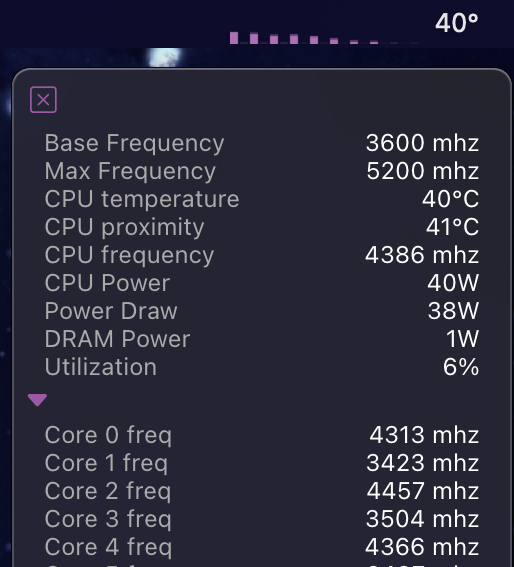 40°
Base Frequency 3600 mhz
Max Frequency 5200 mhz
CPU temperature 40°C
CPU proximity 41°C
CPU frequency 4386 mhz
CPU Power 40W
Power Draw 38W
DRAM Power 1W
Utilization 6%
Core 0 freq 4313 mhz
Core 1 freq 3423 mhz
Core 2 freq 4457 mhz
Core 3 freq 3504 mhz
Core 4 freq 4366 mhz